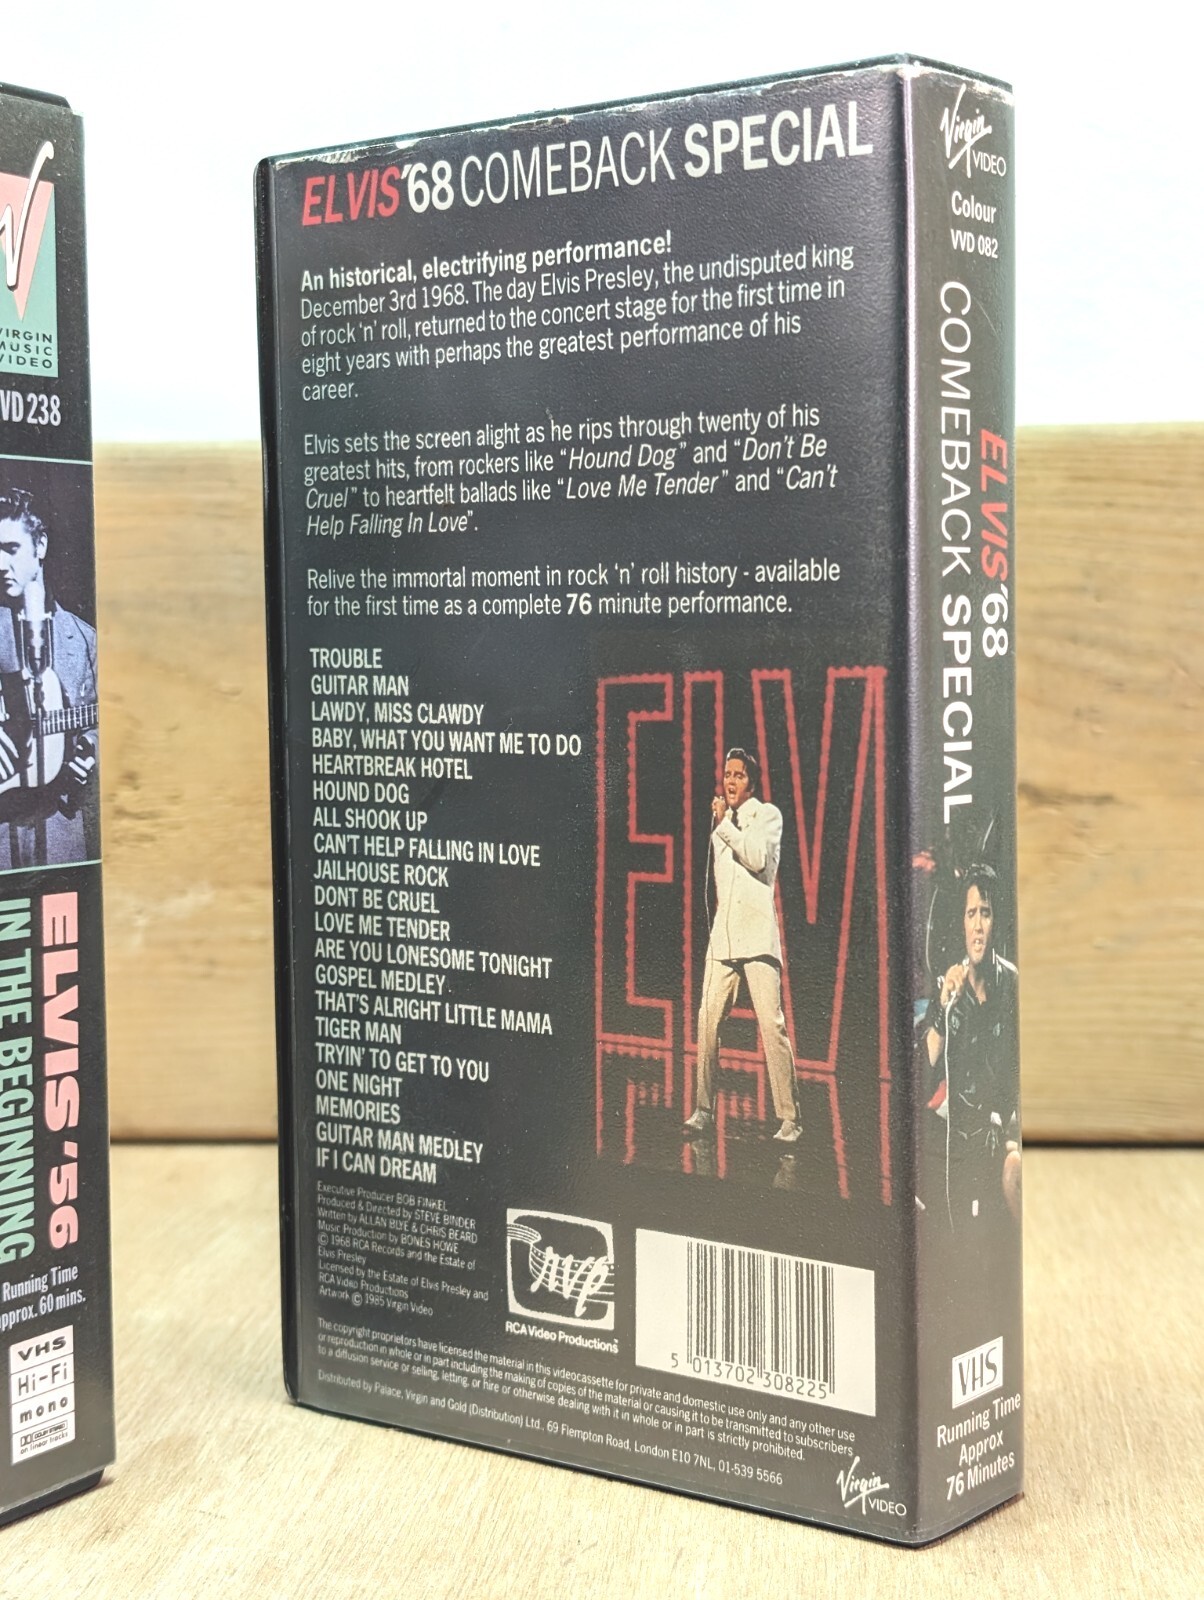 VIRGIN
MUSIC
VIDEO
VVD 238
ELVIS '56
IN THE BEGINNING
Running Time
approx. 60 mins.
VHS
Hi-Fi
mono
DOLBY STEREO
on linear tracks
ELVIS '68 COMEBACK SPECIAL
An historical, electrifying performance!
December 3rd 1968. The day Elvis Presley, the undisputed king
of rock 'n' roll, returned to the concert stage for the first time in
eight years with perhaps the greatest performance of his
career.
Elvis sets the screen alight as he rips through twenty of his
greatest hits, from rockers like "Hound Dog" and "Don't Be
Cruel" to heartfelt ballads like "Love Me Tender" and "Can't
Help Falling In Love".
Relive the immortal moment in rock 'n' roll history - available
for the first time as a complete 76 minute performance.
TROUBLE
GUITAR MAN
LAWDY, MISS CLAWDY
BABY, WHAT YOU WANT ME TO DO
HEARTBREAK HOTEL
HOUND DOG
ALL SHOOK UP
CAN'T HELP FALLING IN LOVE
JAILHOUSE ROCK
DONT BE CRUEL
LOVE ME TENDER
ARE YOU LONESOME TONIGHT
GOSPEL MEDLEY.
THAT'S ALRIGHT LITTLE MAMA
TIGER MAN
TRYIN' TO GET TO YOU
ONE NIGHT
MEMORIES
GUITAR MAN MEDLEY
IF I CAN DREAM
ELVI
Executive Producer BOB FINKEL
Produced & Directed by STEVE BINDER
Written by ALLAN BLYE & CHRIS BEARD
Music Production by BONES HOWE
© 1968 RCA Records and the Estate of
Elvis Presley
Licensed by the Estate of Elvis Presley and
RCA Video Productions
Artwork © 1985 Virgin Video
rvp
RCA Video Productions™
5 013702 308225
The copyright proprietors have licensed the material in this videocassette for private and domestic use only and any other use
or reproduction in whole or in part including the making of copies of the material or causing it to be transmitted to subscribers
to a diffusion service or selling, letting, or hire or otherwise dealing with it in whole or in part is strictly prohibited.
Distributed by Palace, Virgin and Gold (Distribution) Ltd., 69 Flempton Road, London E10 7NL, 01-539 5566
Virgin
VIDEO
Virgin
VIDEO
Colour
VVD 082
ELVIS '68
COMEBACK SPECIAL
VHS
Running Time
Approx
76 Minutes